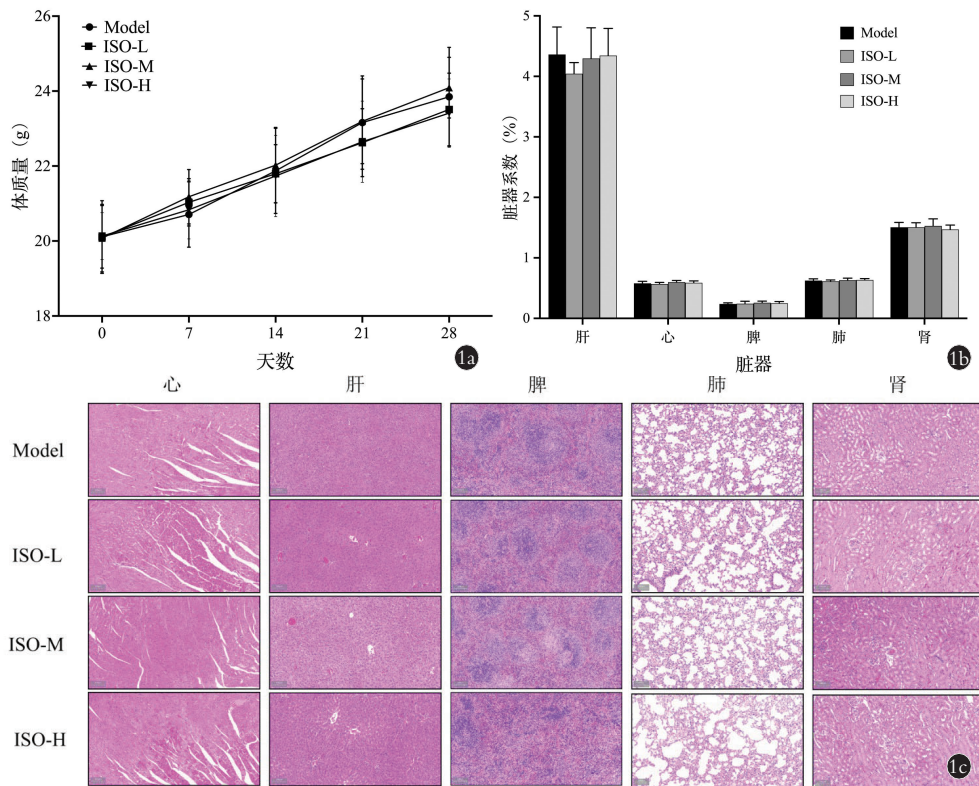 Model
ISO-L
ISO-M
ISO-H
体质量（g）
26
24
22
20
18
0 7 14 21 28
天数
1a
Model
ISO-L
ISO-M
ISO-H
脏器系数（%）
5
4
3
2
1
0
肝 心 脾 肺 肾
脏器
1b
心 肝 脾 肺 肾
Model
ISO-L
ISO-M
ISO-H
1c